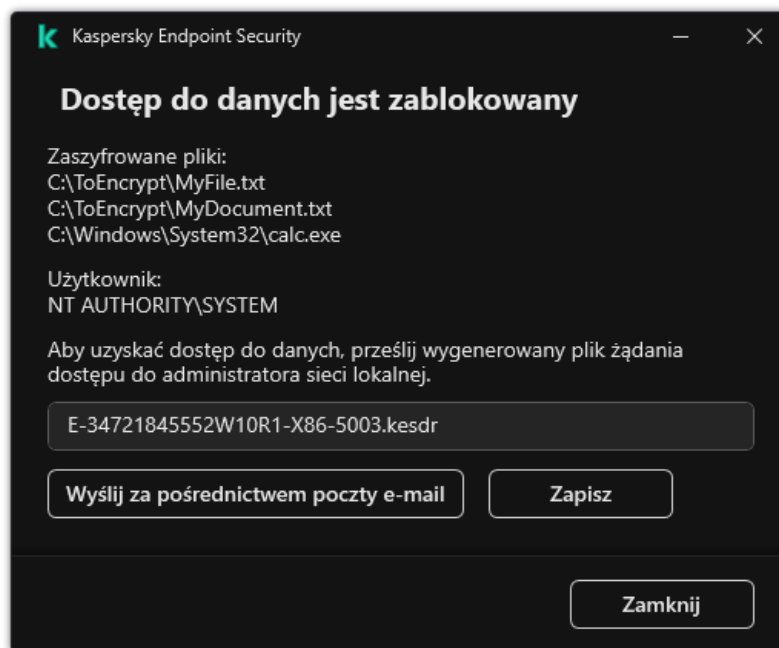 Kaspersky Endpoint Security
Dostęp do danych jest zablokowany
Zaszyfrowane pliki:
C:\ToEncrypt\MyFile.txt
C:\ToEncrypt\MyDocument.txt
C:\Windows\System32\calc.exe
Użytkownik:
NT AUTHORITY\SYSTEM
Aby uzyskać dostęp do danych, prześlij wygenerowany plik żądania
dostępu do administratora sieci lokalnej.
E-34721845552W10R1-X86-5003.kesdr
Wyślij za pośrednictwem poczty e-mail
Zapisz
Zamknij